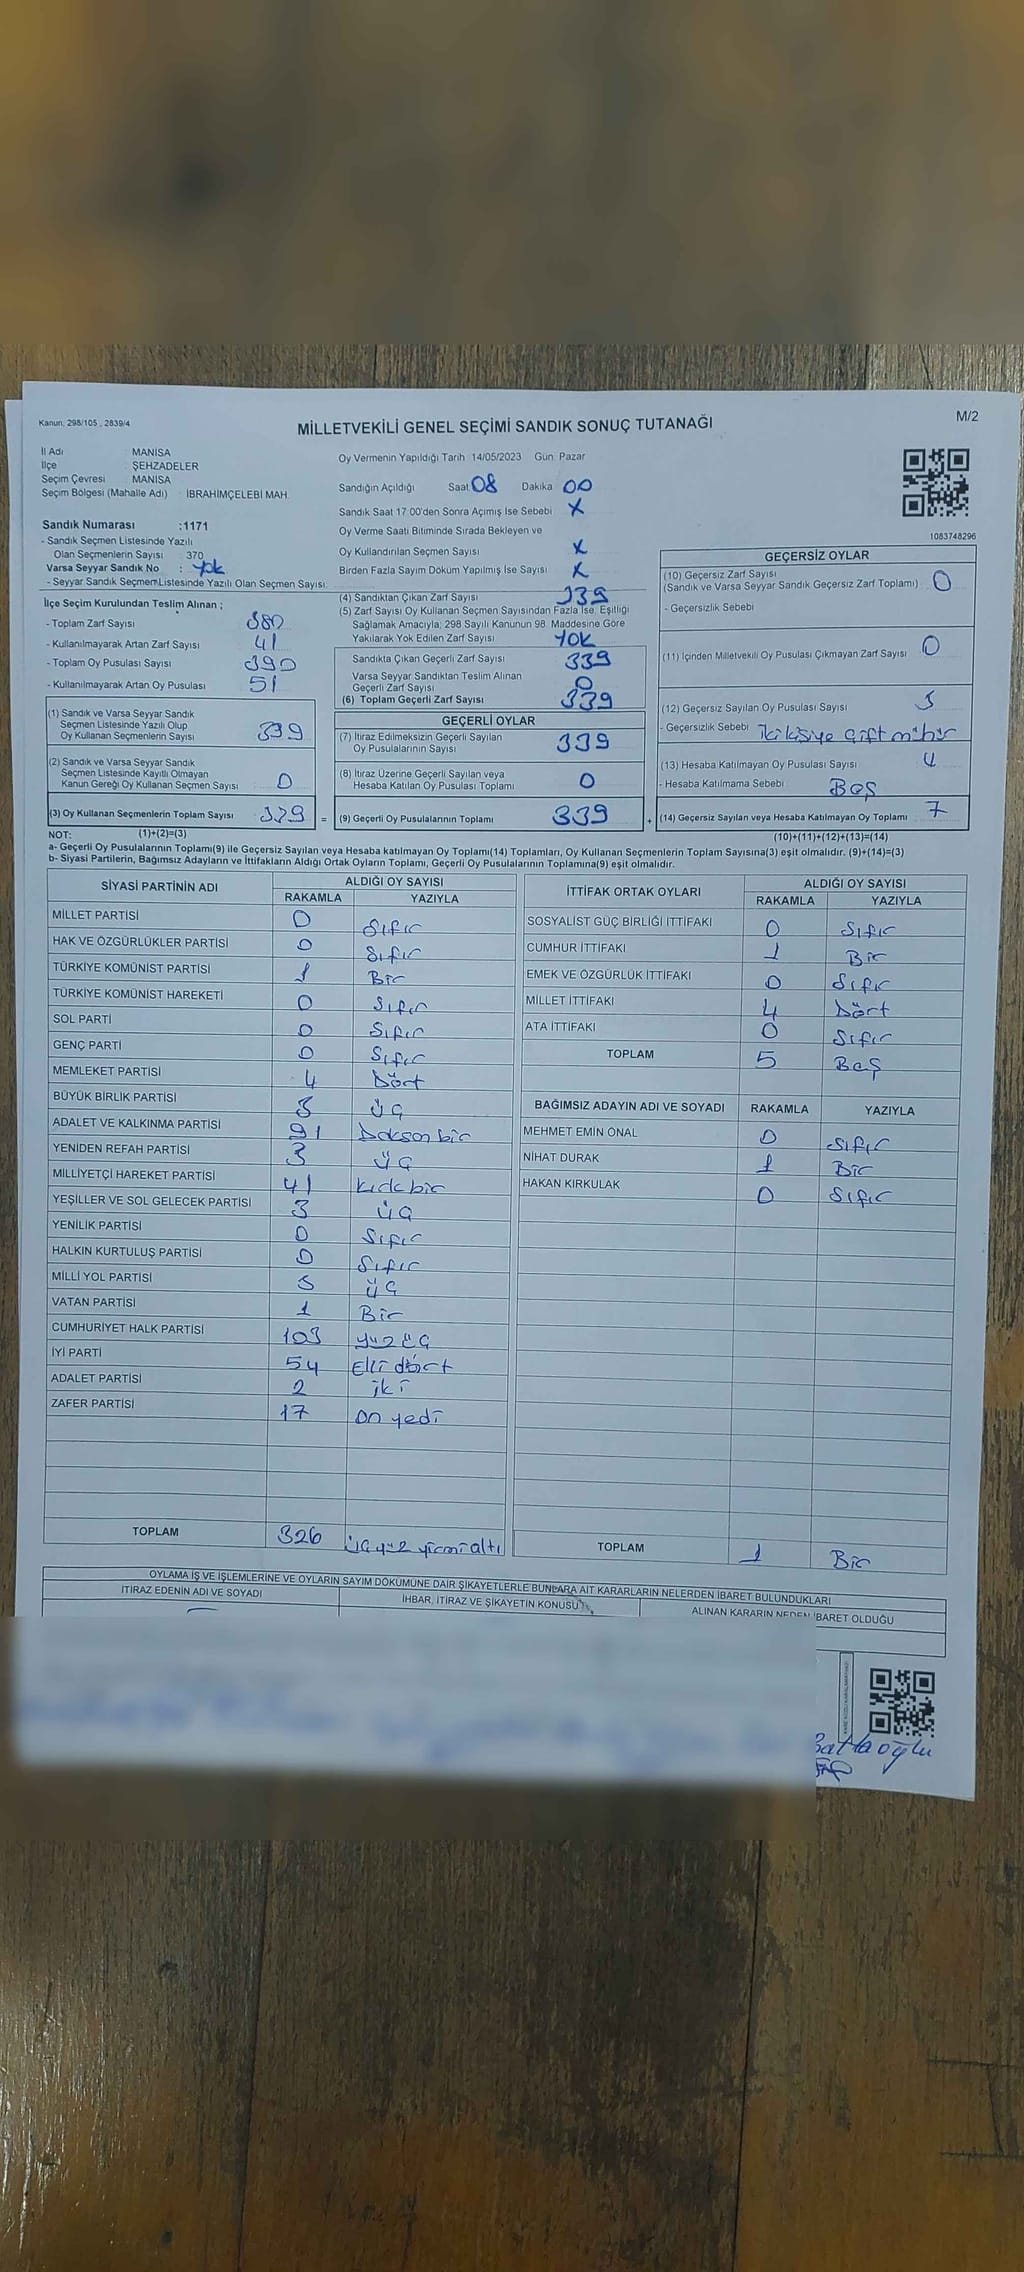 Kanun: 298/105 , 2839/4
MİLLETVEKİLİ GENEL SEÇİMİ SANDIK SONUÇ TUTANAĞI
M/2
İl Adı MANİSA
İlçe : ŞEHZADELER
Seçim Çevresi MANİSA
Seçim Bölgesi (Mahalle Adı) : İBRAHİMÇELEBİ MAH.
Oy Vermenin Yapıldığı Tarih 14/05/2023 Gün: Pazar
Sandığın Açıldığı Saat 08 Dakika 00
Sandık Saat 17:00'den Sonra Açımış İse Sebebi X
Oy Verme Saati Bitiminde Sırada Bekleyen ve
Oy Kullandırılan Seçmen Sayısı X
Birden Fazla Sayım Döküm Yapılmış İse Sayısı X
1083748296
Sandık Numarası :1171
- Sandık Seçmen Listesinde Yazılı
Olan Seçmenlerin Sayısı : 370
Varsa Seyyar Sandık No : Yok
- Seyyar Sandık Seçmen Listesinde Yazılı Olan Seçmen Sayısı:
İlçe Seçim Kurulundan Teslim Alınan ;
- Toplam Zarf Sayısı 380
- Kullanılmayarak Artan Zarf Sayısı 41
- Toplam Oy Pusulası Sayısı 390
- Kullanılmayarak Artan Oy Pusulası 51
(1) Sandık ve Varsa Seyyar Sandık
Seçmen Listesinde Yazılı Olup
Oy Kullanan Seçmenlerin Sayısı 339
(2) Sandık ve Varsa Seyyar Sandık
Seçmen Listesinde Kayıtlı Olmayan
Kanun Gereği Oy Kullanan Seçmen Sayısı 0
(3) Oy Kullanan Seçmenlerin Toplam Sayısı 339 =
(4) Sandıktan Çıkan Zarf Sayısı 339
(5) Zarf Sayısı Oy Kullanan Seçmen Sayısından Fazla İse, Eşitliği
Sağlamak Amacıyla; 298 Sayılı Kanunun 98. Maddesine Göre
Yakılarak Yok Edilen Zarf Sayısı YOK
Sandıkta Çıkan Geçerli Zarf Sayısı 339
Varsa Seyyar Sandıktan Teslim Alınan
Geçerli Zarf Sayısı 0
(6) Toplam Geçerli Zarf Sayısı 339
GEÇERLİ OYLAR
(7) İtiraz Edilmeksizin Geçerli Sayılan
Oy Pusulalarının Sayısı 339
(8) İtiraz Üzerine Geçerli Sayılan veya
Hesaba Katılan Oy Pusulası Toplamı 0
(9) Geçerli Oy Pusulalarının Toplamı 339 +
GEÇERSİZ OYLAR
(10) Geçersiz Zarf Sayısı
(Sandık ve Varsa Seyyar Sandık Geçersiz Zarf Toplamı) 0
- Geçersizlik Sebebi
(11) İçinden Milletvekili Oy Pusulası Çıkmayan Zarf Sayısı 0
(12) Geçersiz Sayılan Oy Pusulası Sayısı 3
- Geçersizlik Sebebi iki kişiye çift mühür
(13) Hesaba Katılmayan Oy Pusulası Sayısı 4
- Hesaba Katılmama Sebebi Boş
(14) Geçersiz Sayılan veya Hesaba Katılmayan Oy Toplamı 7
NOT: (1)+(2)=(3)
(10)+(11)+(12)+(13)=(14)
a- Geçerli Oy Pusulalarının Toplamı(9) ile Geçersiz Sayılan veya Hesaba katılmayan Oy Toplamı(14) Toplamları, Oy Kullanan Seçmenlerin Toplam Sayısına(3) eşit olmalıdır. (9)+(14)=(3)
b- Siyasi Partilerin, Bağımsız Adayların ve İttifakların Aldığı Ortak Oyların Toplamı, Geçerli Oy Pusulalarının Toplamına(9) eşit olmalıdır.
SİYASİ PARTİNİN ADI ALDIĞI OY SAYISI
RAKAMLA YAZIYLA
MİLLET PARTİSİ 0 Sıfır
HAK VE ÖZGÜRLÜKLER PARTİSİ 0 Sıfır
TÜRKİYE KOMÜNİST PARTİSİ 1 Bir
TÜRKİYE KOMÜNİST HAREKETİ 0 Sıfır
SOL PARTİ 0 Sıfır
GENÇ PARTİ 0 Sıfır
MEMLEKET PARTİSİ 4 Dört
BÜYÜK BİRLİK PARTİSİ 3 üç
ADALET VE KALKINMA PARTİSİ 91 Doksan bir
YENİDEN REFAH PARTİSİ 3 üç
MİLLİYETÇİ HAREKET PARTİSİ 41 kırk bir
YEŞİLLER VE SOL GELECEK PARTİSİ 3 üç
YENİLİK PARTİSİ 0 Sıfır
HALKIN KURTULUŞ PARTİSİ 0 Sıfır
MİLLİ YOL PARTİSİ 3 üç
VATAN PARTİSİ 1 Bir
CUMHURİYET HALK PARTİSİ 103 yüz üç
İYİ PARTİ 54 Elli dört
ADALET PARTİSİ 2 iki
ZAFER PARTİSİ 17 on yedi
TOPLAM 326 üç yüz yirmi altı
İTTİFAK ORTAK OYLARI ALDIĞI OY SAYISI
RAKAMLA YAZIYLA
SOSYALİST GÜÇ BİRLİĞİ İTTİFAKI 0 Sıfır
CUMHUR İTTİFAKI 1 Bir
EMEK VE ÖZGÜRLÜK İTTİFAKI 0 Sıfır
MİLLET İTTİFAKI 4 Dört
ATA İTTİFAKI 0 Sıfır
TOPLAM 5 Beş
BAĞIMSIZ ADAYIN ADI VE SOYADI RAKAMLA YAZIYLA
MEHMET EMİN ÖNAL 0 Sıfır
NİHAT DURAK 1 Bir
HAKAN KIRKULAK 0 Sıfır
TOPLAM 1 Bir
OYLAMA İŞ VE İŞLEMLERİNE VE OYLARIN SAYIM DÖKÜMÜNE DAİR ŞİKAYETLERLE BUNLARA AİT KARARLARIN NELERDEN İBARET BULUNDUKLARI
İTİRAZ EDENİN ADI VE SOYADI
İHBAR, İTİRAZ VE ŞİKAYETİN KONUSU
ALINAN KARARIN NEDEN İBARET OLDUĞU